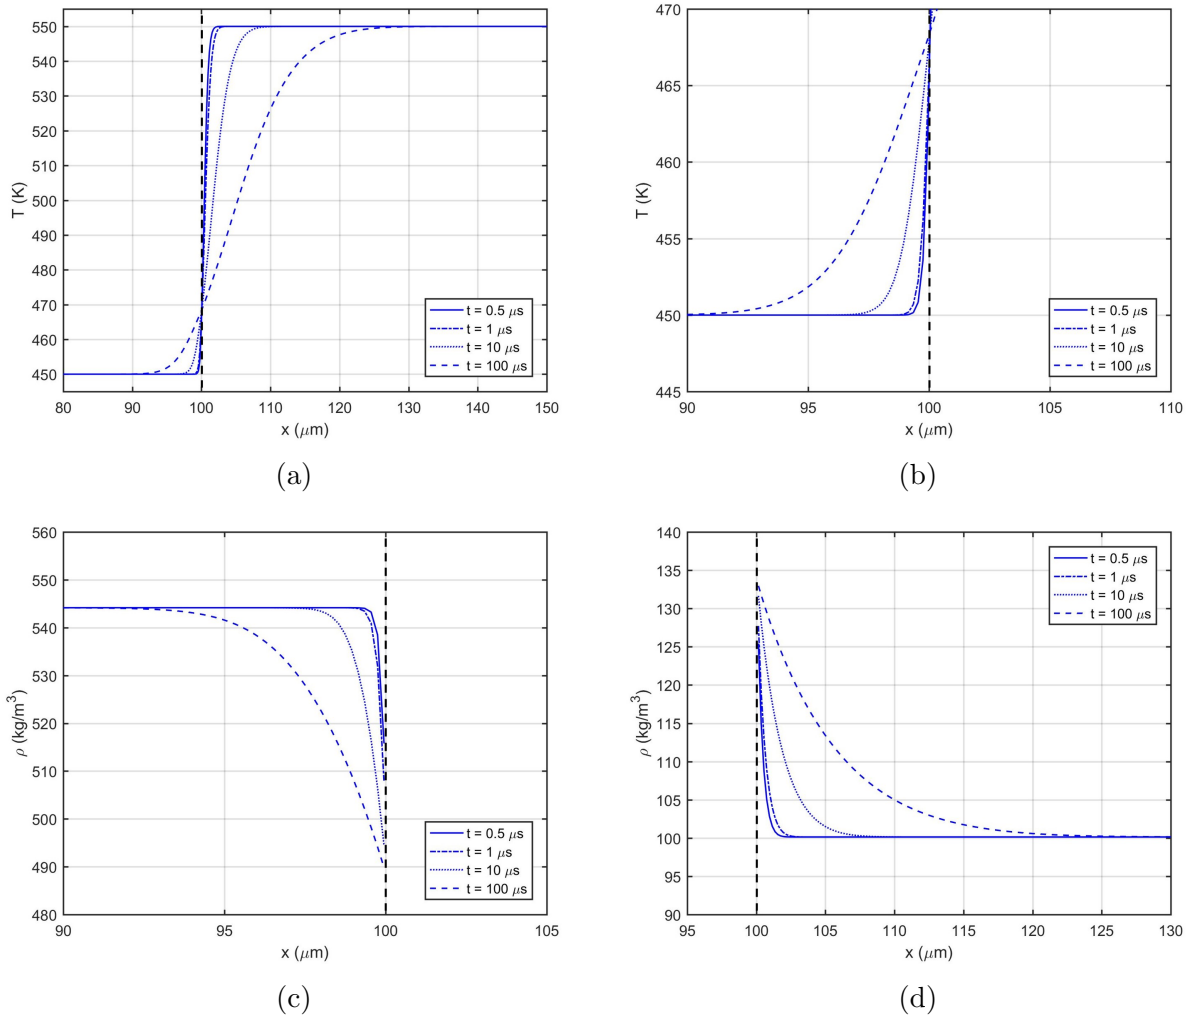 550
540
530
520
510
500
490
480
470
460
450
T (K)
80 90 100 110 120 130 140 150
x (μm)
t = 0.5 μs
t = 1 μs
t = 10 μs
t = 100 μs
(a)
470
465
460
455
450
445
T (K)
90 95 100 105 110
x (μm)
t = 0.5 μs
t = 1 μs
t = 10 μs
t = 100 μs
(b)
560
550
540
530
520
510
500
490
480
ρ (kg/m³)
90 95 100 105
x (μm)
t = 0.5 μs
t = 1 μs
t = 10 μs
t = 100 μs
(c)
140
135
130
125
120
115
110
105
100
95
90
ρ (kg/m³)
95 100 105 110 115 120 125 130
x (μm)
t = 0.5 μs
t = 1 μs
t = 10 μs
t = 100 μs
(d)